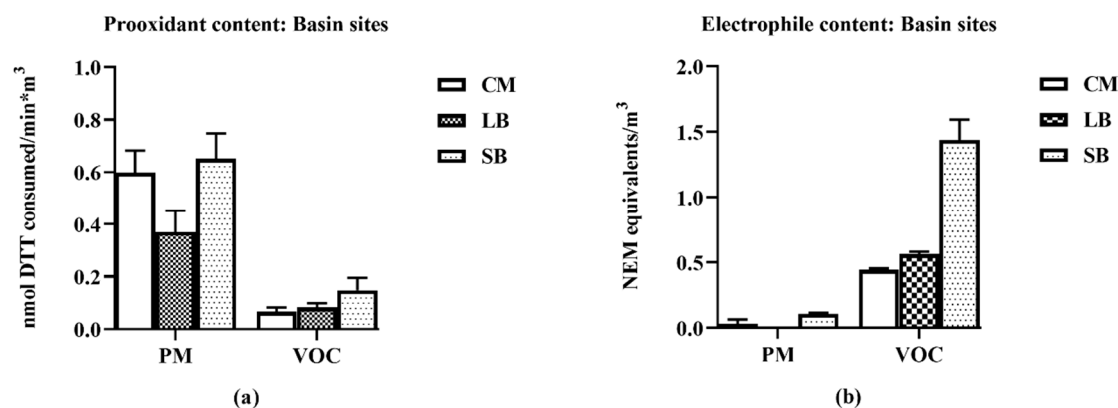 Prooxidant content: Basin sites
nmol DTT consumed/min*m³
1.0
0.8
0.6
0.4
0.2
0.0
PM
VOC
CM
LB
SB
(a)
Electrophile content: Basin sites
NEM equivalents/m³
2.0
1.5
1.0
0.5
0.0
PM
VOC
CM
LB
SB
(b)